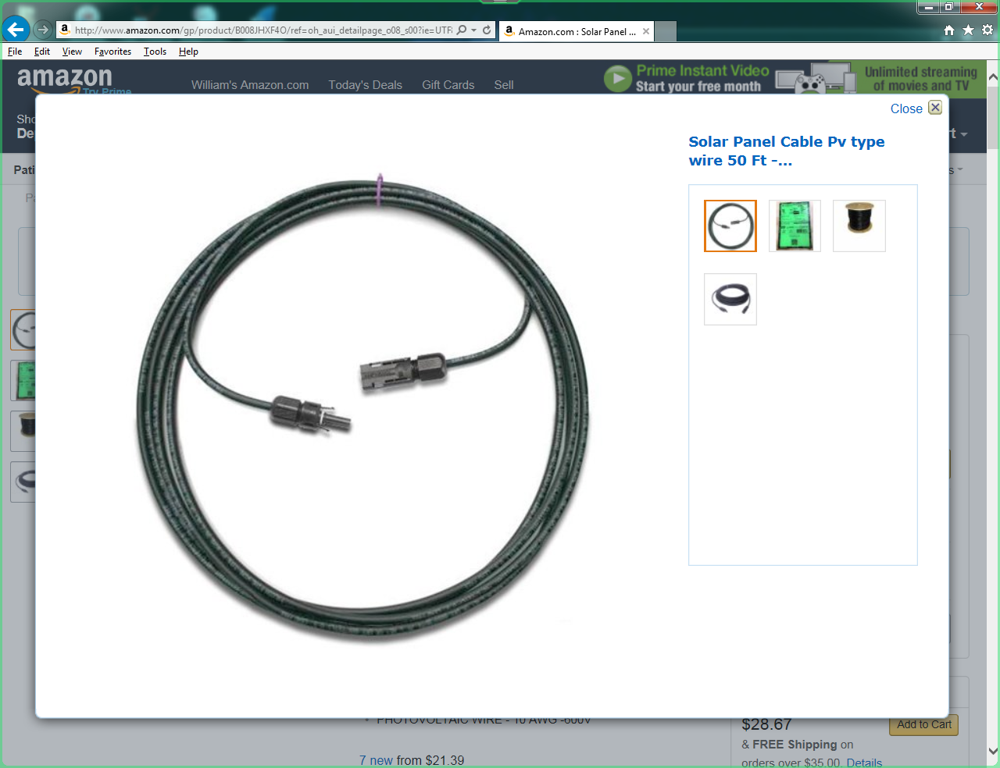 http://www.amazon.com/gp/product/B008JHXF4O/ref=oh_aui_detailpage_o08_s00?ie=UTF
Amazon.com : Solar Panel ...
File Edit View Favorites Tools Help
amazon
Try Prime
William's Amazon.com Today's Deals Gift Cards Sell
Prime Instant Video
Start your free month
Unlimited streaming
of movies and TV
Close
Solar Panel Cable Pv type
wire 50 Ft -...
PHOTOVOLTAIC WIRE - 10 AWG -600V
$28.67
Add to Cart
& FREE Shipping on
orders over $35.00. Details
7 new from $21.39